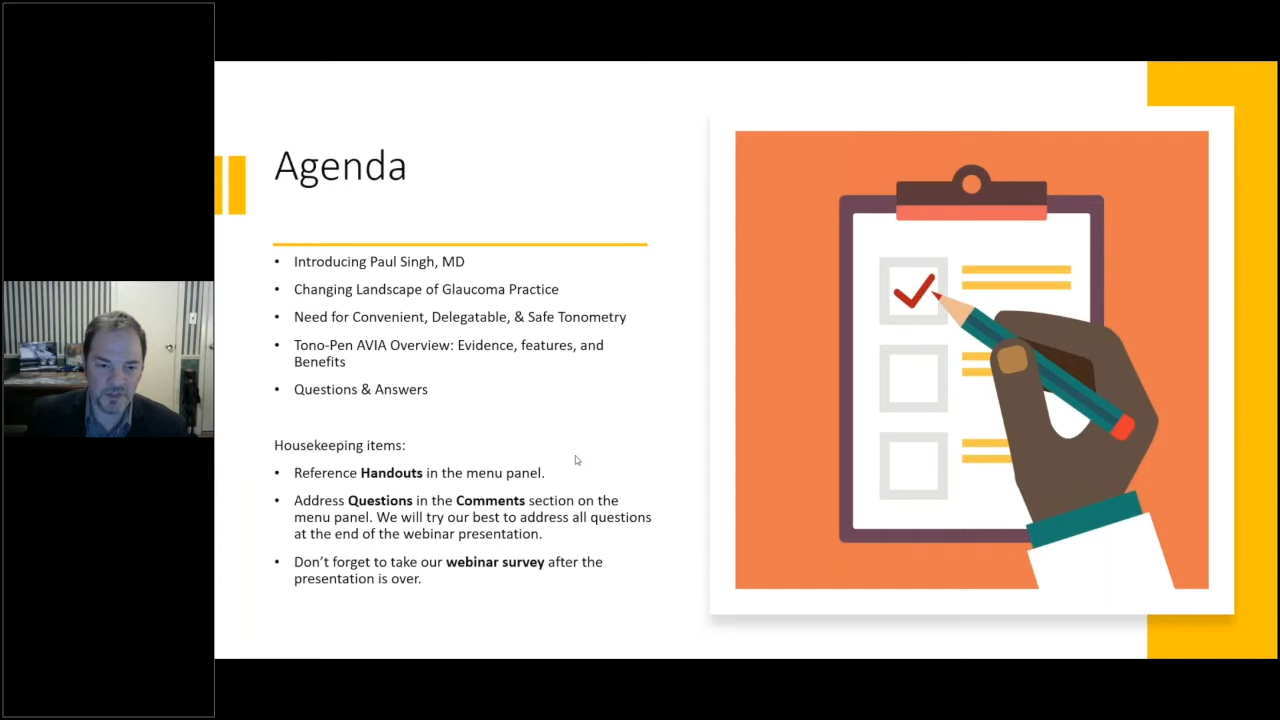 Agenda
• Introducing Paul Singh, MD
• Changing Landscape of Glaucoma Practice
• Need for Convenient, Delegatable, & Safe Tonometry
• Tono-Pen AVIA Overview: Evidence, features, and
Benefits
• Questions & Answers
Housekeeping items:
• Reference Handouts in the menu panel.
• Address Questions in the Comments section on the
menu panel. We will try our best to address all questions
at the end of the webinar presentation.
• Don’t forget to take our webinar survey after the
presentation is over.